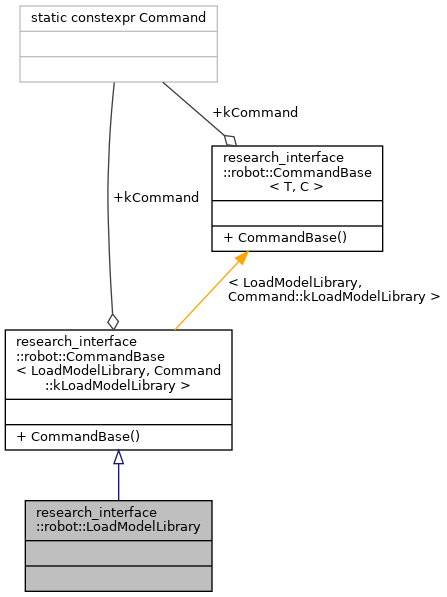 static constexpr Command
+kCommand
research_interface
::robot::CommandBase
< T, C >
+ CommandBase()
+kCommand
< LoadModelLibrary,
Command::kLoadModelLibrary >
research_interface
::robot::CommandBase
< LoadModelLibrary, Command
::kLoadModelLibrary >
+ CommandBase()
research_interface
::robot::LoadModelLibrary